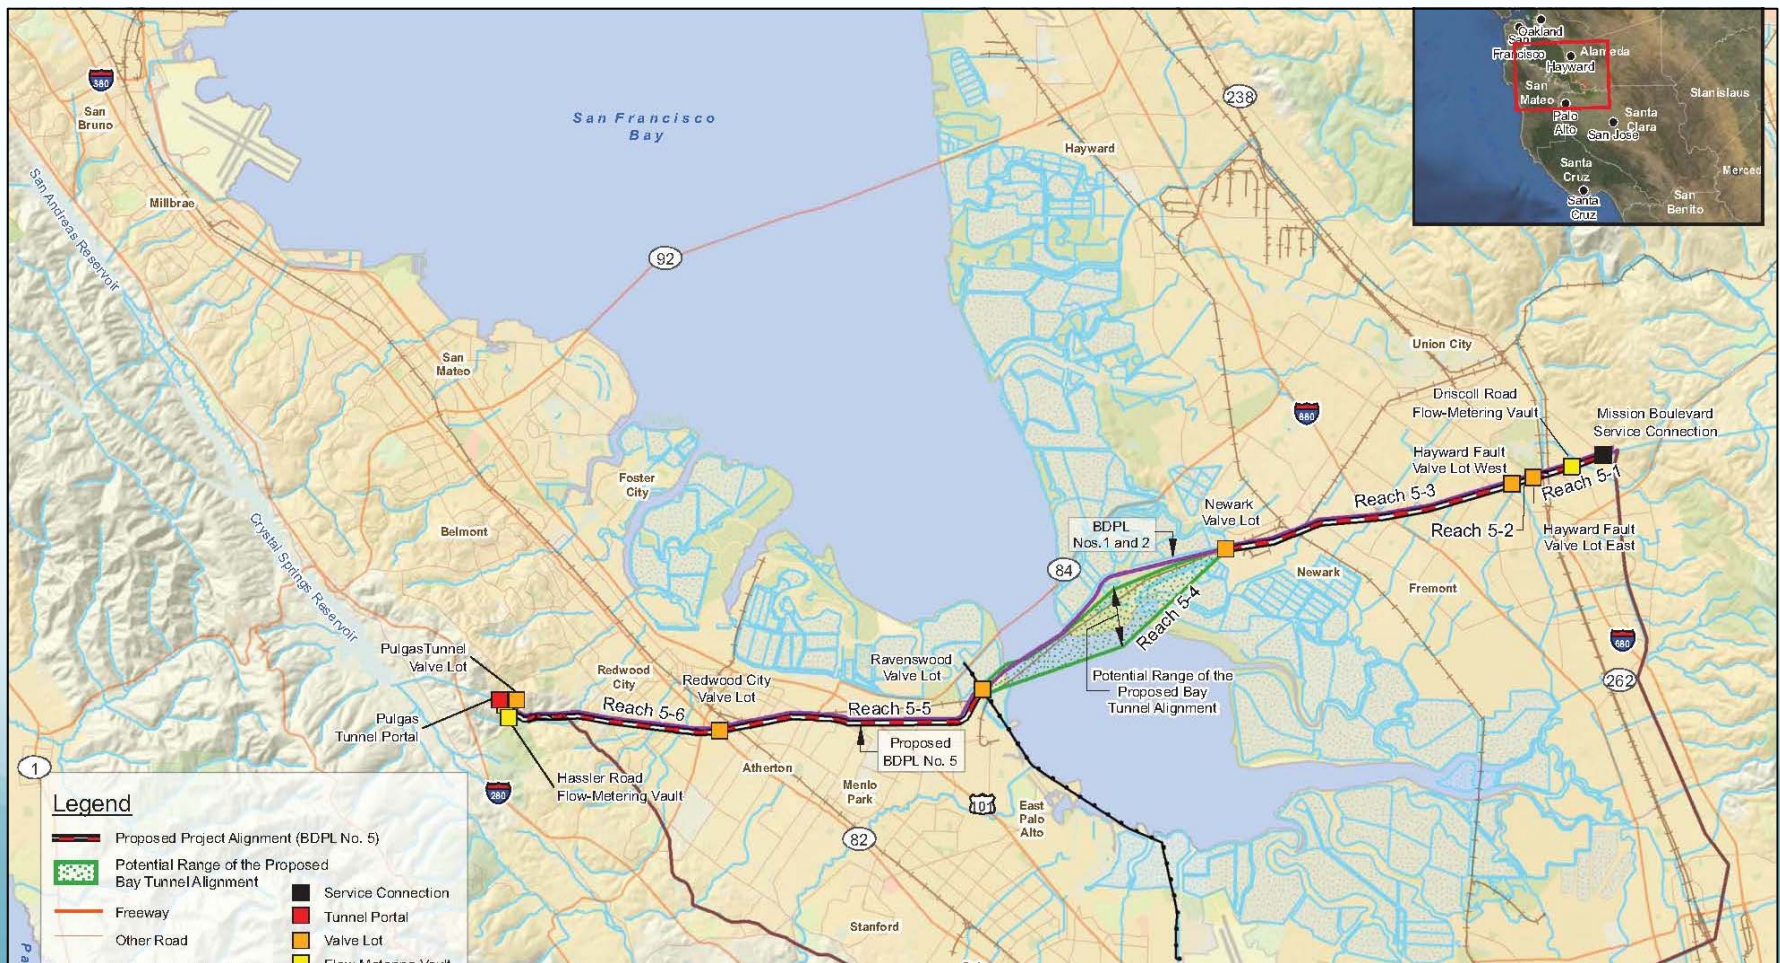 San Francisco
Bay
380
San
Bruno
Millbrae
San Andreas Reservoir
92
238
Hayward
Oakland
San
Francisco
Alameda
Hayward
San
Mateo
Stanislaus
Palo
Alto
Santa
Clara
San Jose
Santa
Cruz
Merced
Santa
Cruz
San
Benito
San
Mateo
Union City
Driscoll Road
Flow-Metering Vault
Mission Boulevard
Service Connection
Hayward Fault
Valve Lot West
Reach 5-1
Reach 5-3
Reach 5-2
Hayward Fault
Valve Lot East
880
Foster
City
Newark
Valve Lot
BDPL
Nos.1 and 2
Belmont
Crystal Springs Reservoir
84
Newark
Fremont
Reach 5-4
680
262
Pulgas Tunnel
Valve Lot
Redwood
City
Redwood City
Valve Lot
Ravenswood
Valve Lot
Potential Range of the
Proposed Bay
Tunnel Alignment
Pulgas
Tunnel Portal
Reach 5-6
Reach 5-5
Proposed
BDPL No. 5
1
280
Hassler Road
Flow-Metering Vault
Atherton
Menlo
Park
101
East
Palo
Alto
82
Stanford
Legend
Proposed Project Alignment (BDPL No. 5)
Potential Range of the Proposed
Bay Tunnel Alignment
Freeway
Other Road
Service Connection
Tunnel Portal
Valve Lot
Flow-Metering Vault